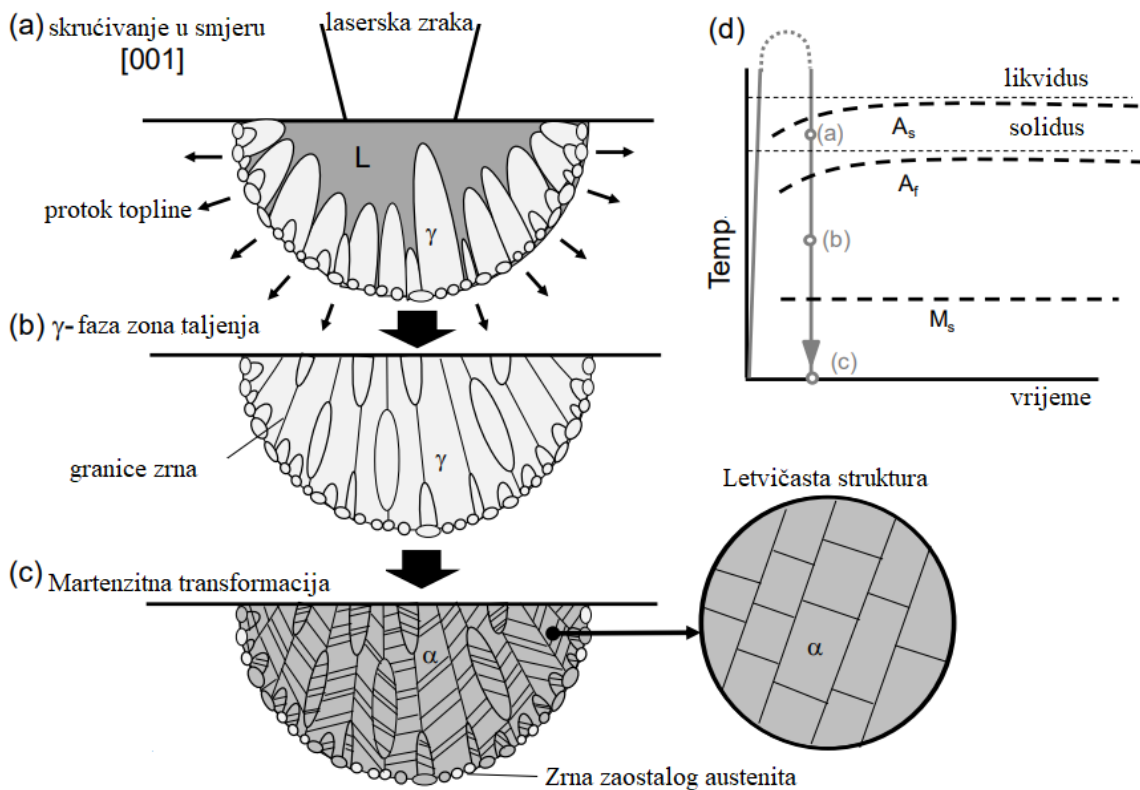 (a) skrućivanje u smjeru
[001]
laserska zraka
L
protok topline
γ
(b) γ- faza zona taljenja
granice zrna
γ
(c) Martenzitna transformacija
α
Zrna zaostalog austenita
Letvičasta struktura
α
(d)
likvidus
(a)
As
solidus
Af
Temp.
(b)
Ms
(c)
vrijeme